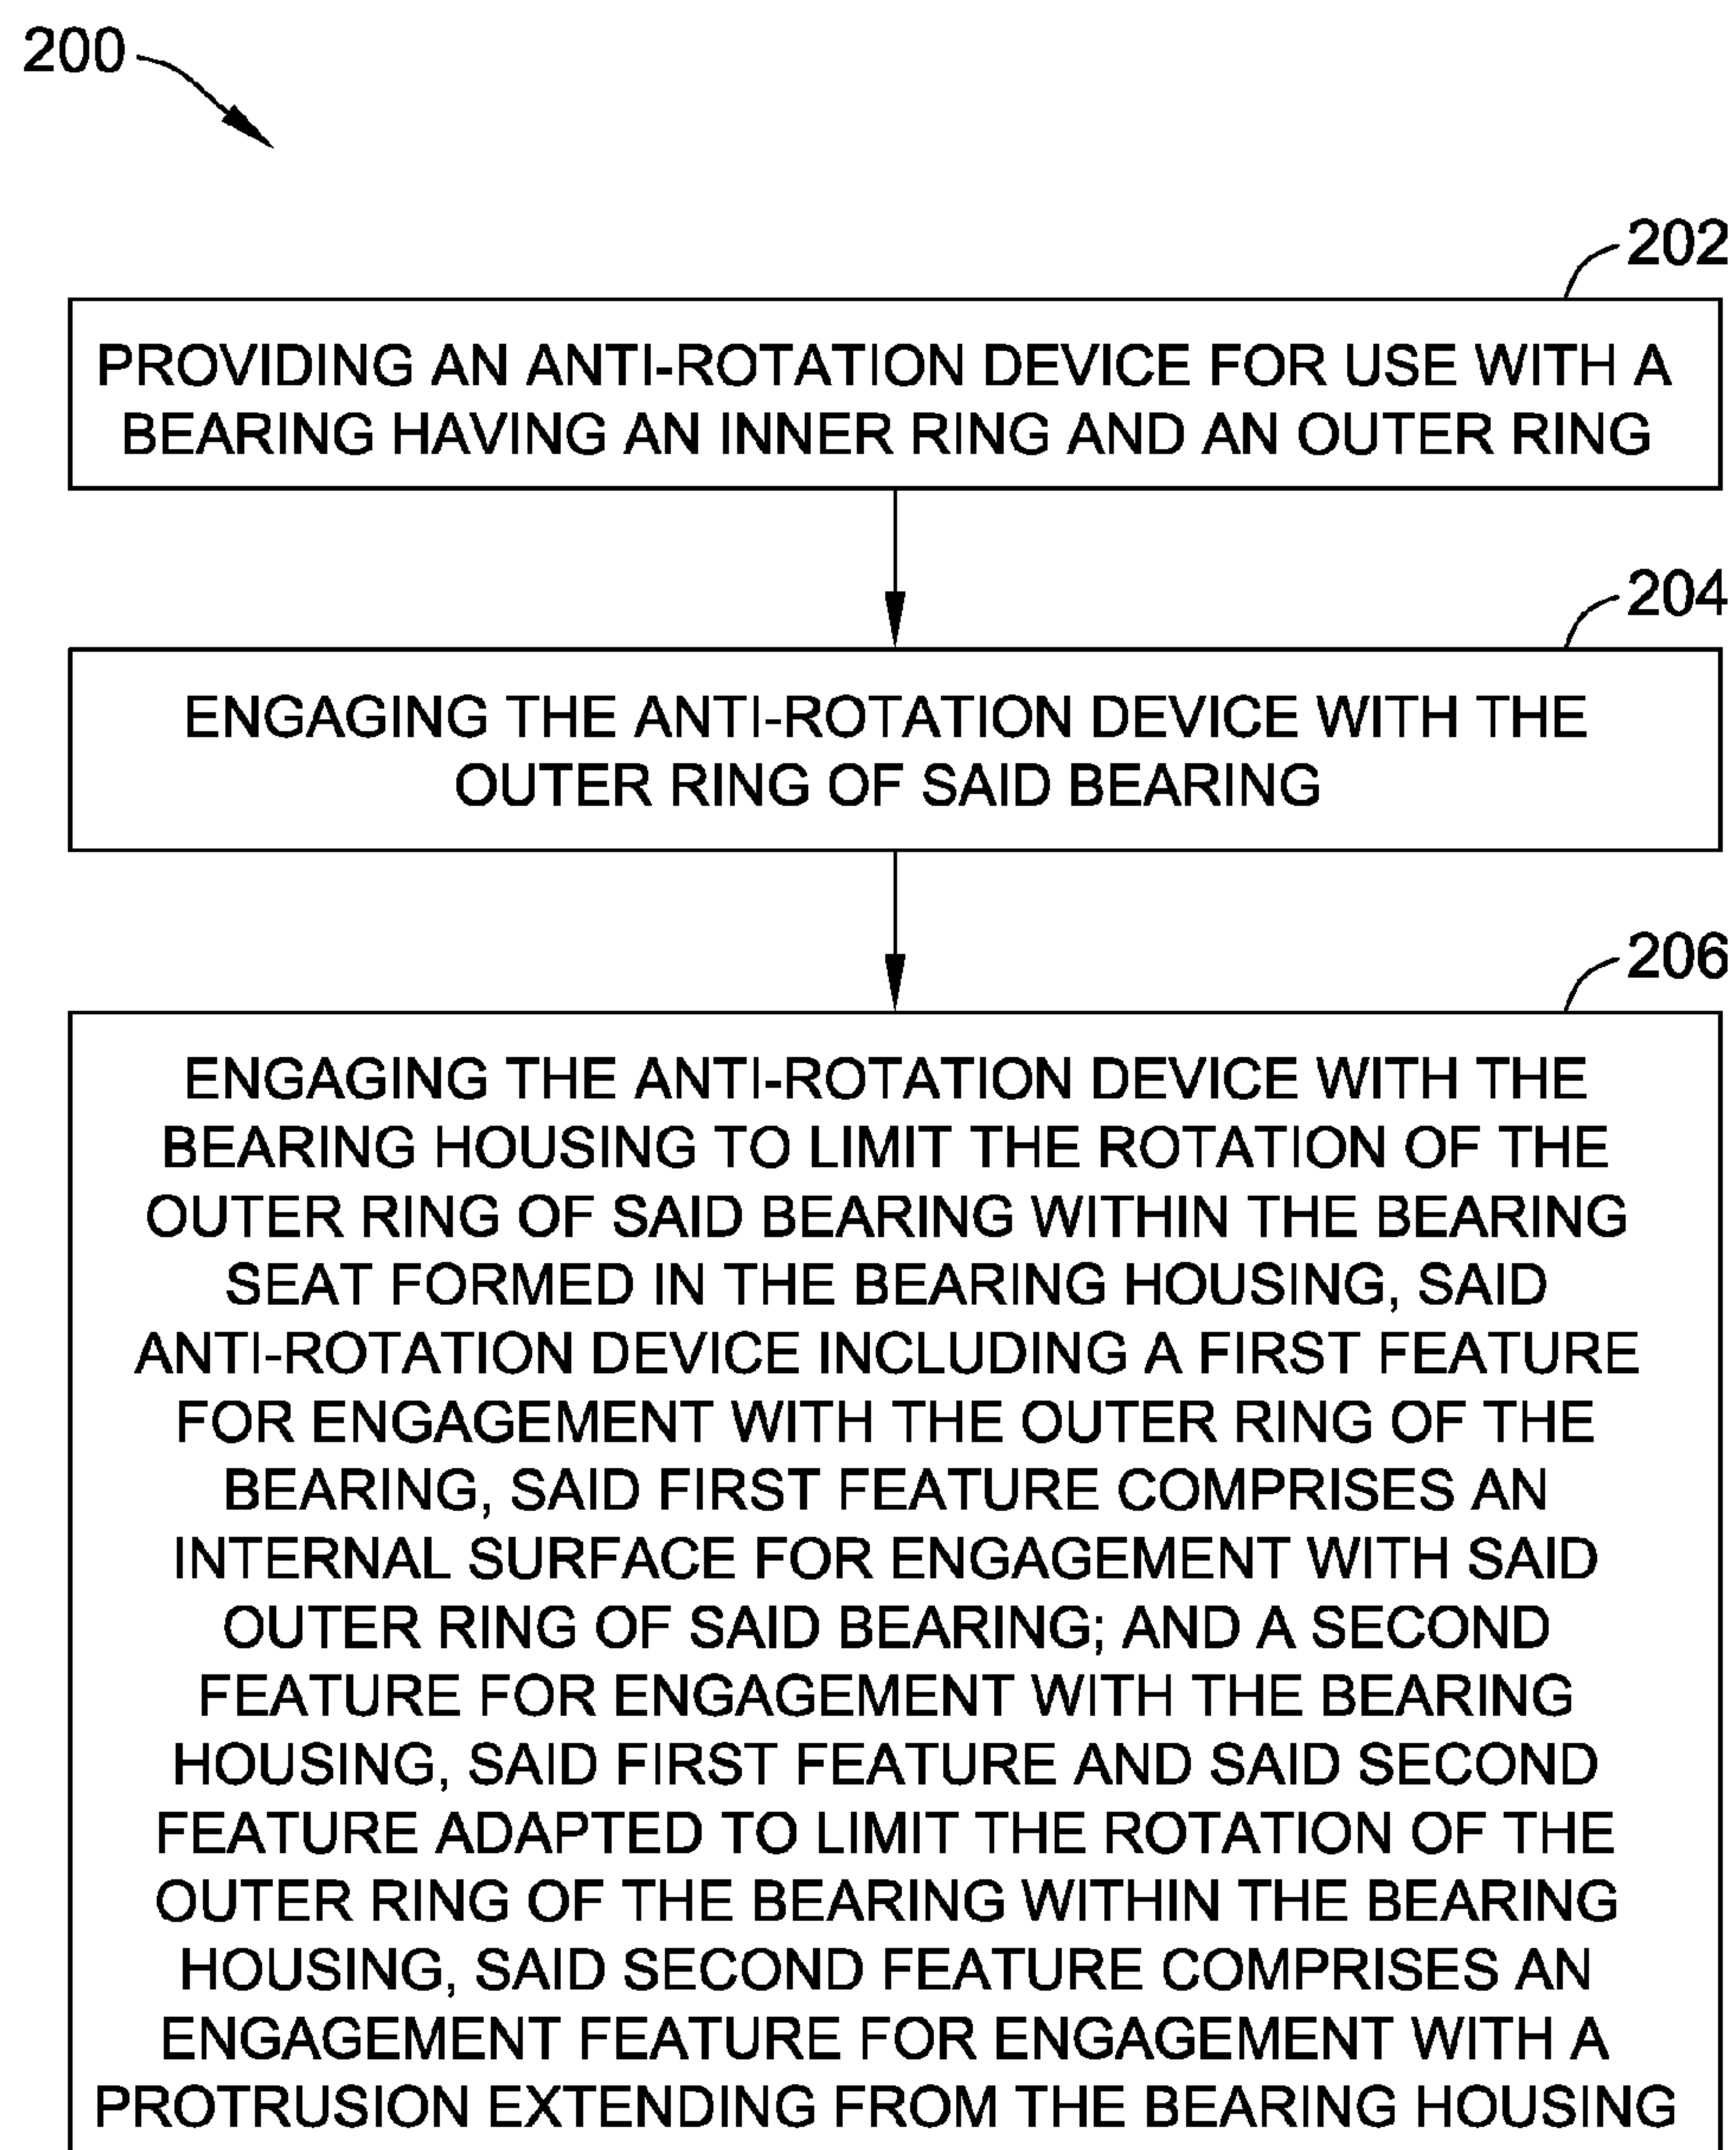 200
202
PROVIDING AN ANTI-ROTATION DEVICE FOR USE WITH A
BEARING HAVING AN INNER RING AND AN OUTER RING
204
ENGAGING THE ANTI-ROTATION DEVICE WITH THE
OUTER RING OF SAID BEARING
206
ENGAGING THE ANTI-ROTATION DEVICE WITH THE
BEARING HOUSING TO LIMIT THE ROTATION OF THE
OUTER RING OF SAID BEARING WITHIN THE BEARING
SEAT FORMED IN THE BEARING HOUSING, SAID
ANTI-ROTATION DEVICE INCLUDING A FIRST FEATURE
FOR ENGAGEMENT WITH THE OUTER RING OF THE
BEARING, SAID FIRST FEATURE COMPRISES AN
INTERNAL SURFACE FOR ENGAGEMENT WITH SAID
OUTER RING OF SAID BEARING; AND A SECOND
FEATURE FOR ENGAGEMENT WITH THE BEARING
HOUSING, SAID FIRST FEATURE AND SAID SECOND
FEATURE ADAPTED TO LIMIT THE ROTATION OF THE
OUTER RING OF THE BEARING WITHIN THE BEARING
HOUSING, SAID SECOND FEATURE COMPRISES AN
ENGAGEMENT FEATURE FOR ENGAGEMENT WITH A
PROTRUSION EXTENDING FROM THE BEARING HOUSING